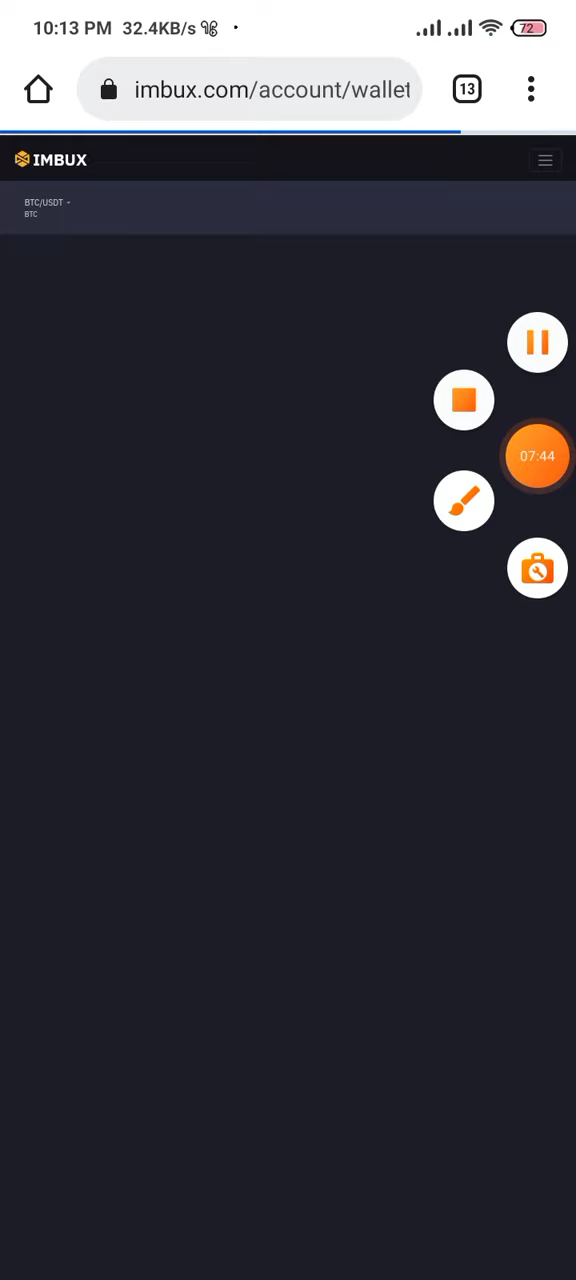 10:13 PM 32.4KB/s
72
imbux.com/account/wallet
13
IMBUX
BTC/USDT
BTC
07:44